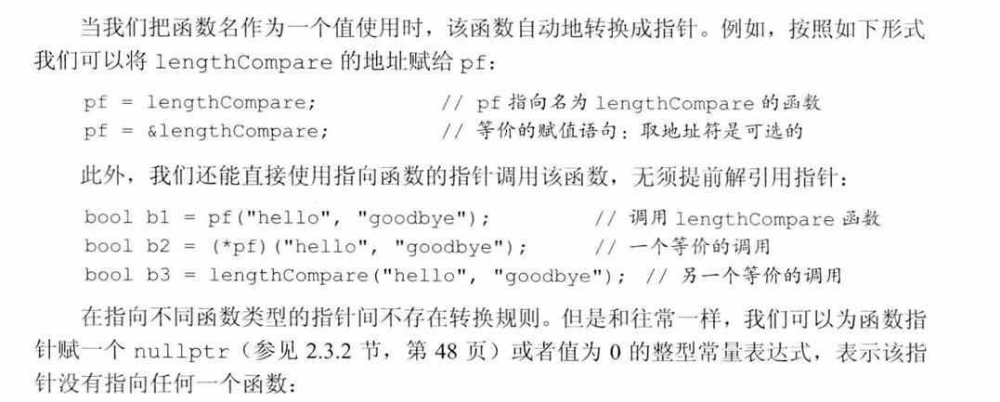 当我们把函数名作为一个值使用时，该函数自动地转换成指针。例如，按照如下形式
我们可以将 lengthCompare 的地址赋给 pf：
pf = lengthCompare; // pf 指向名为 lengthCompare 的函数
pf = &lengthCompare; // 等价的赋值语句：取地址符是可选的
此外，我们还能直接使用指向函数的指针调用该函数，无须提前解引用指针：
bool b1 = pf("hello", "goodbye"); // 调用 lengthCompare 函数
bool b2 = (*pf)("hello", "goodbye"); // 一个等价的调用
bool b3 = lengthCompare("hello", "goodbye"); // 另一个等价的调用
在指向不同函数类型的指针间不存在转换规则。但是和往常一样，我们可以为函数指
针赋一个 nullptr（参见 2.3.2 节，第 48 页）或者值为 0 的整型常量表达式，表示该指
针没有指向任何一个函数：